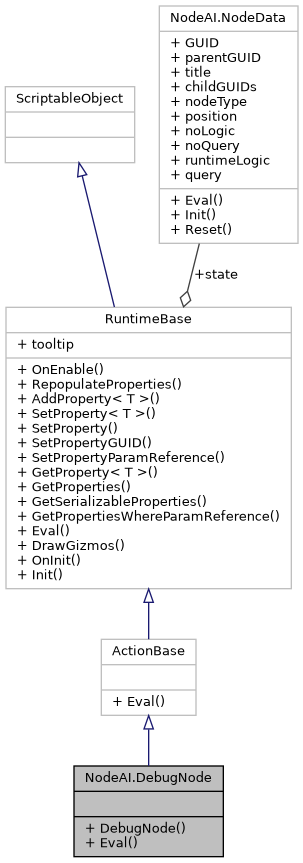 NodeAI.NodeData
+ GUID
+ parentGUID
+ title
+ childGUIDs
+ nodeType
+ position
+ noLogic
+ noQuery
+ runtimeLogic
+ query
+ Eval()
+ Init()
+ Reset()
ScriptableObject
+state
RuntimeBase
+ tooltip
+ OnEnable()
+ RepopulateProperties()
+ AddProperty< T >()
+ SetProperty< T >()
+ SetProperty()
+ SetPropertyGUID()
+ SetPropertyParamReference()
+ GetProperty< T >()
+ GetProperties()
+ GetSerializableProperties()
+ GetPropertiesWhereParamReference()
+ Eval()
+ DrawGizmos()
+ OnInit()
+ Init()
ActionBase
+ Eval()
NodeAI.DebugNode
+ DebugNode()
+ Eval()